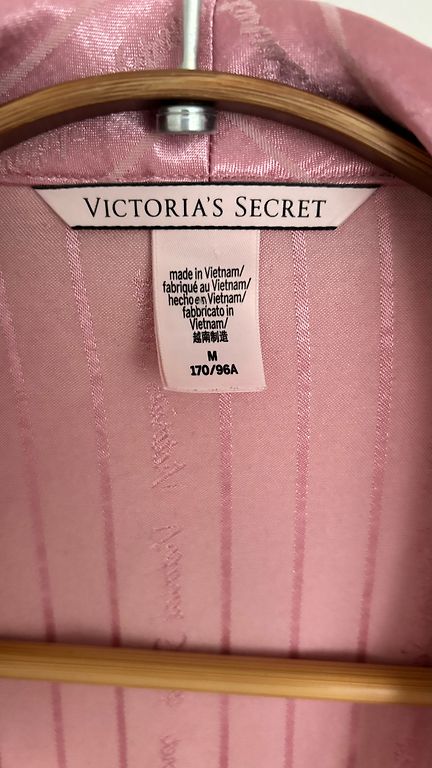 VICTORIA'S SECRET
made in Vietnam/
fabriqué au Vietnam/
hecho en Vietnam/
fabbricato in
Vietnam/
越南制造
M
170/96A